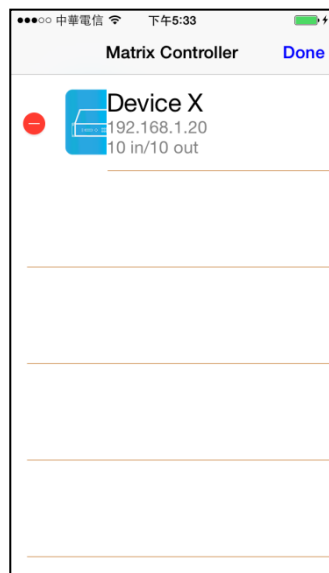 中華電信 下午5:33
Matrix Controller Done
Device X
192.168.1.20
10 in/10 out